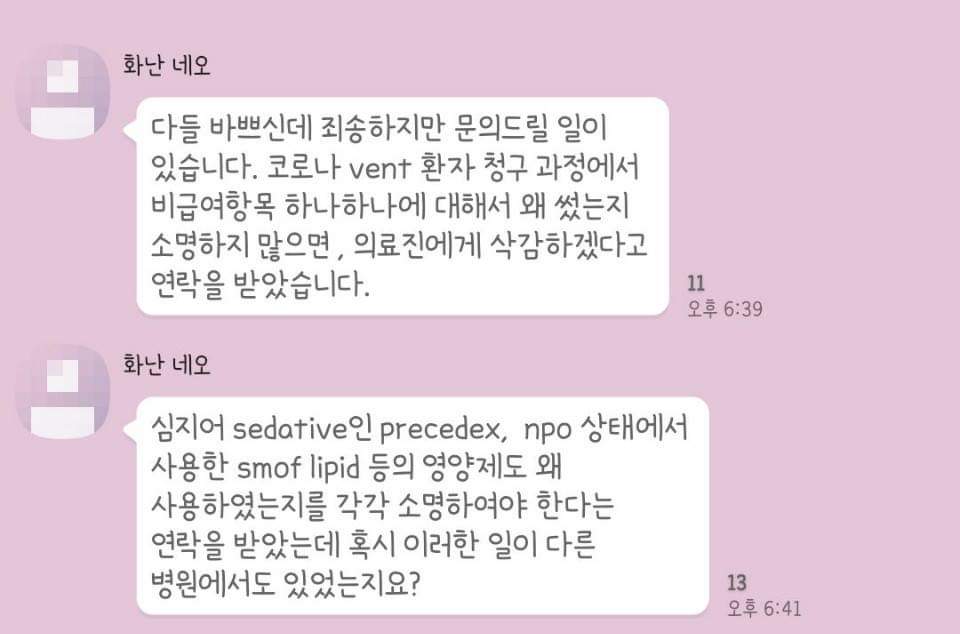 화난 네오
다들 바쁘신데 죄송하지만 문의드릴 일이
있습니다. 코로나 vent 환자 청구 과정에서
비급여항목 하나하나에 대해서 왜 썼는지
소명하지 많으면 , 의료진에게 삭감하겠다고
연락을 받았습니다.
11
오후 6:39
화난 네오
심지어 sedative인 precedex, npo 상태에서
사용한 smof lipid 등의 영양제도 왜
사용하였는지를 각각 소명하여야 한다는
연락을 받았는데 혹시 이러한 일이 다른
병원에서도 있었는지요?
13
오후 6:41